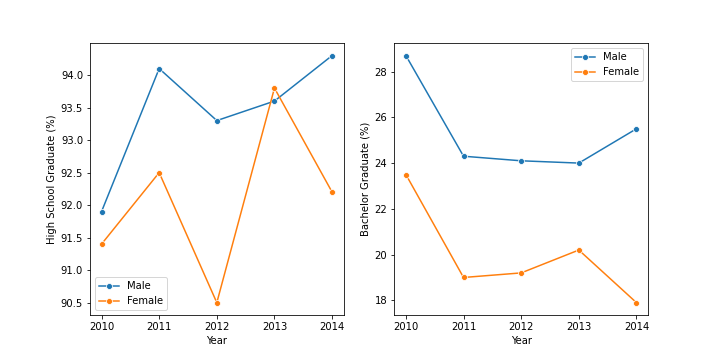 High School Graduate (%)
94.0
93.5
93.0
92.5
92.0
91.5
91.0
90.5
Male
Female
2010 2011 2012 2013 2014
Year
Bachelor Graduate (%)
28
26
24
22
20
18
Male
Female
2010 2011 2012 2013 2014
Year